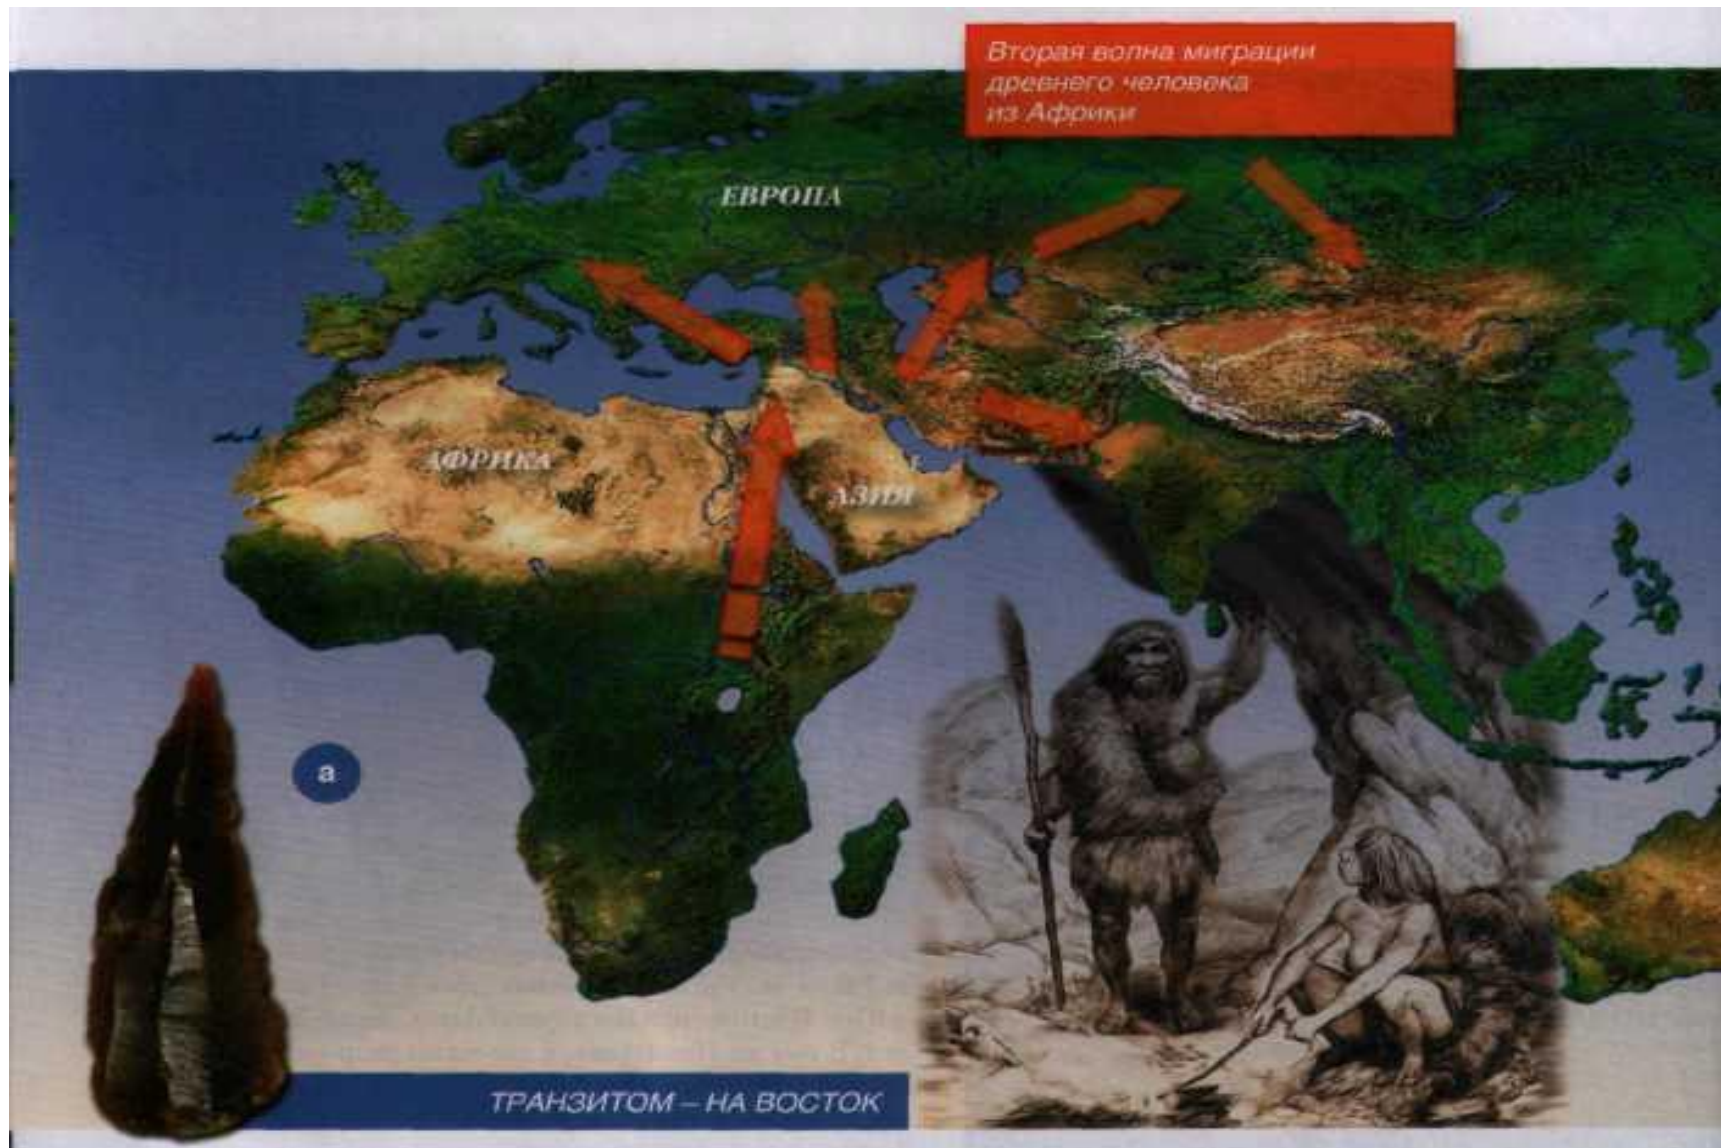 Вторая волна миграции
древнего человека
из Африки
ЕВРОПА
АФРИКА
АЗИЯ
а
ТРАНЗИТОМ – НА ВОСТОК